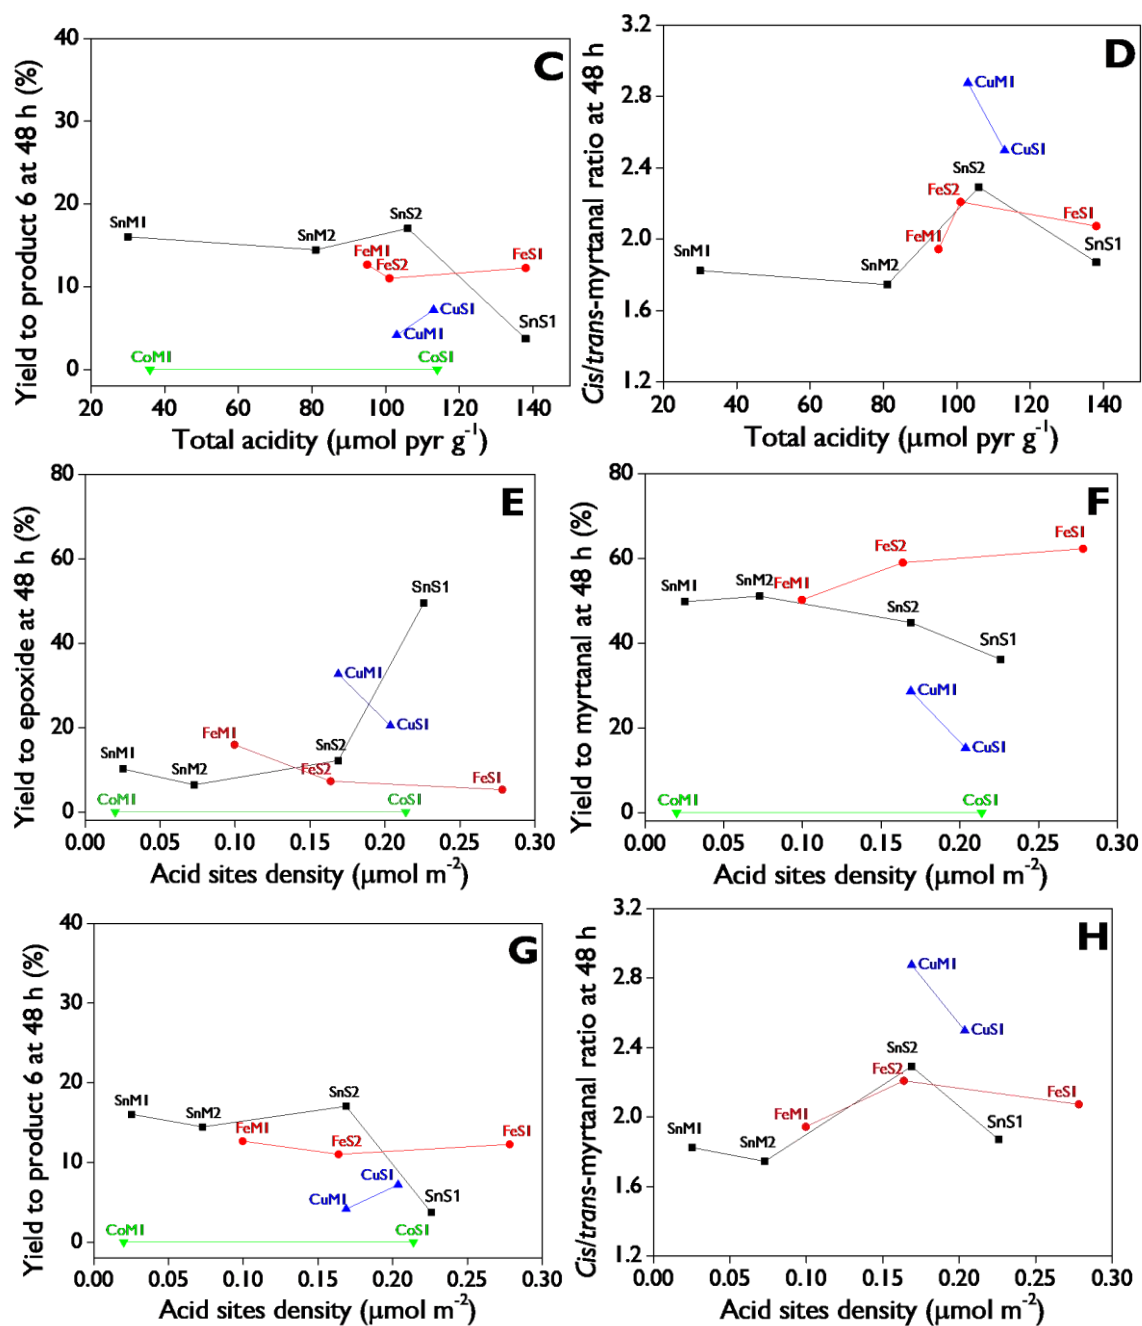 C
Yield to product 6 at 48 h (%)
40
30
20
10
0
SnM1
SnM2
SnS2
FeM1
FeS2
FeS1
CuS1
CuM1
SnS1
CoM1
CoS1
20 40 60 80 100 120 140
Total acidity (μmol pyr g⁻¹)
D
Cis/trans-myrtanal ratio at 48 h
3.2
2.8
2.4
2.0
1.6
1.2
CuM1
CuS1
SnS2
FeS2
FeS1
FeM1
SnM1
SnM2
SnS1
20 40 60 80 100 120 140
Total acidity (μmol pyr g⁻¹)
E
Yield to epoxide at 48 h (%)
80
60
40
20
0
SnS1
CuM1
CuS1
FeM1
SnS2
SnM1
SnM2
FeS2
FeS1
CoM1
CoS1
0.00 0.05 0.10 0.15 0.20 0.25 0.30
Acid sites density (μmol m⁻²)
F
Yield to myrtanal at 48 h (%)
80
60
40
20
0
FeS1
FeS2
SnM1
SnM2
FeM1
SnS2
SnS1
CuM1
CuS1
CoM1
CoS1
0.00 0.05 0.10 0.15 0.20 0.25 0.30
Acid sites density (μmol m⁻²)
G
Yield to product 6 at 48 h (%)
40
30
20
10
0
SnM1
SnM2
SnS2
FeM1
FeS2
FeS1
CuS1
CuM1
SnS1
CoM1
CoS1
0.00 0.05 0.10 0.15 0.20 0.25 0.30
Acid sites density (μmol m⁻²)
H
Cis/trans-myrtanal ratio at 48 h
3.2
2.8
2.4
2.0
1.6
1.2
CuM1
CuS1
SnS2
FeS2
FeS1
FeM1
SnM1
SnM2
SnS1
0.00 0.05 0.10 0.15 0.20 0.25 0.30
Acid sites density (μmol m⁻²)